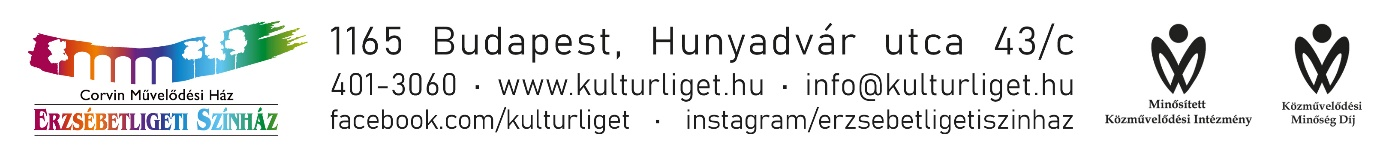 Corvin Művelődési Ház
ERZSÉBETLIGETI SZÍNHÁZ
1165 Budapest, Hunyadvár utca 43/c
401-3060 · www.kulturliget.hu · info@kulturliget.hu
facebook.com/kulturliget · instagram/erzsebetligetiszinhaz
Minősített
Közművelődési Intézmény
Közművelődési
Minőség Díj